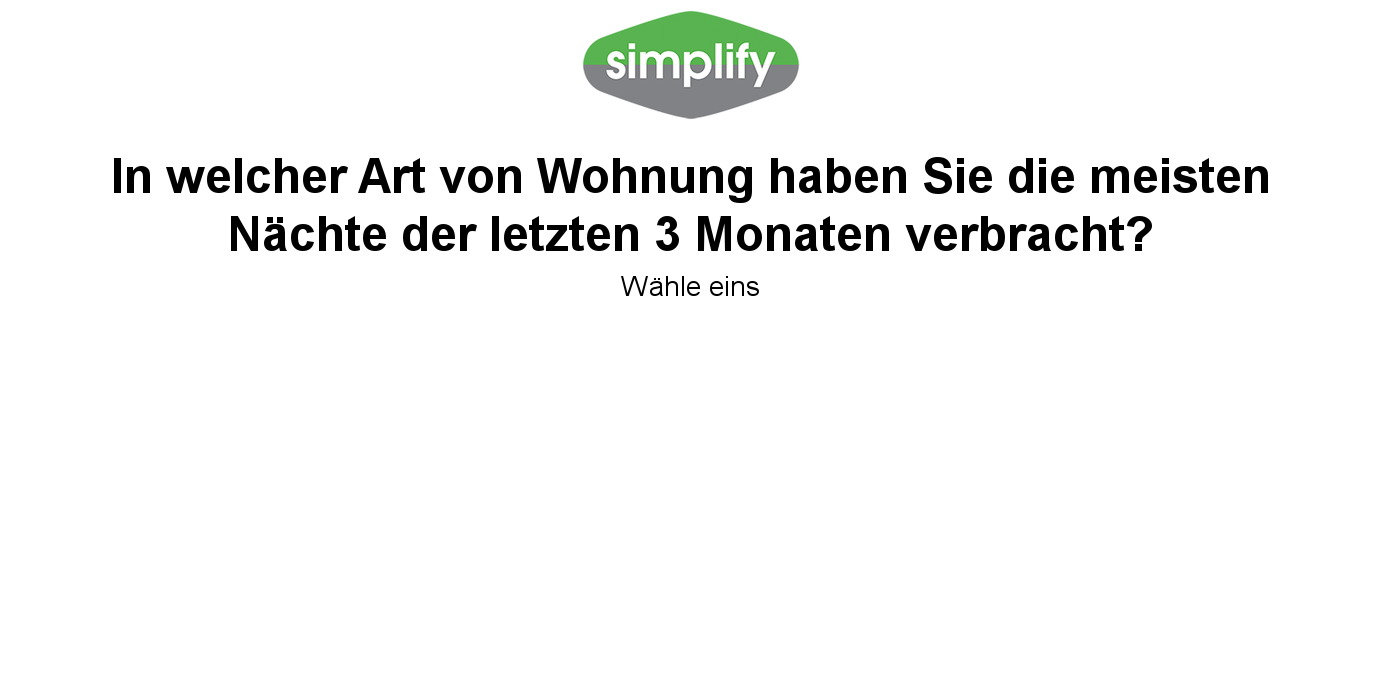 simplify
In welcher Art von Wohnung haben Sie die meisten
Nächte der letzten 3 Monaten verbracht?
Wähle eins